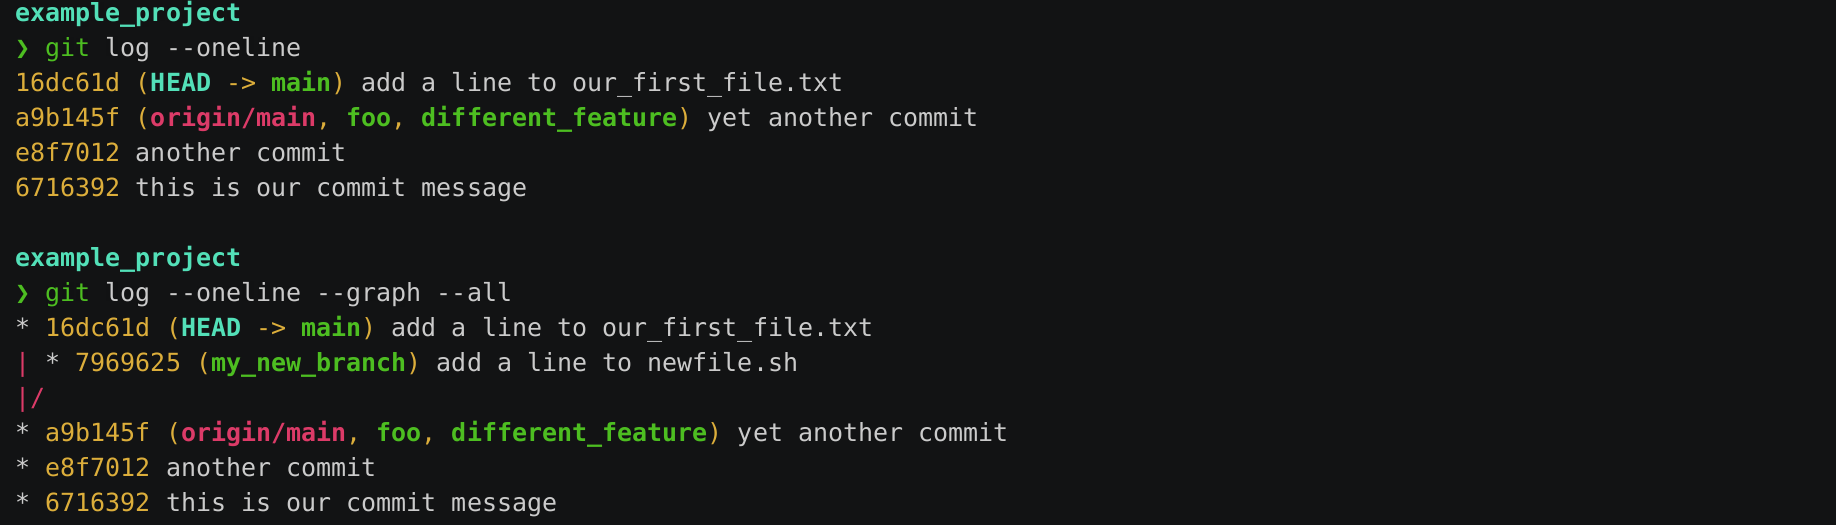 example_project
❯ git log --oneline
16dc61d (HEAD -> main) add a line to our_first_file.txt
a9b145f (origin/main, foo, different_feature) yet another commit
e8f7012 another commit
6716392 this is our commit message
example_project
❯ git log --oneline --graph --all
* 16dc61d (HEAD -> main) add a line to our_first_file.txt
| * 7969625 (my_new_branch) add a line to newfile.sh
|/
* a9b145f (origin/main, foo, different_feature) yet another commit
* e8f7012 another commit
* 6716392 this is our commit message